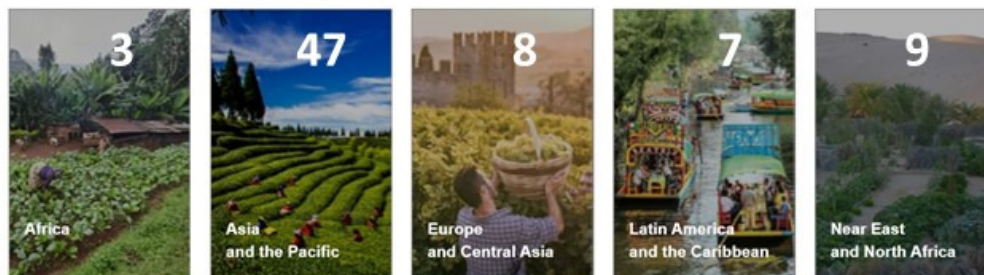 3
Africa
47
Asia
and the Pacific
8
Europe
and Central Asia
7
Latin America
and the Caribbean
9
Near East
and North Africa